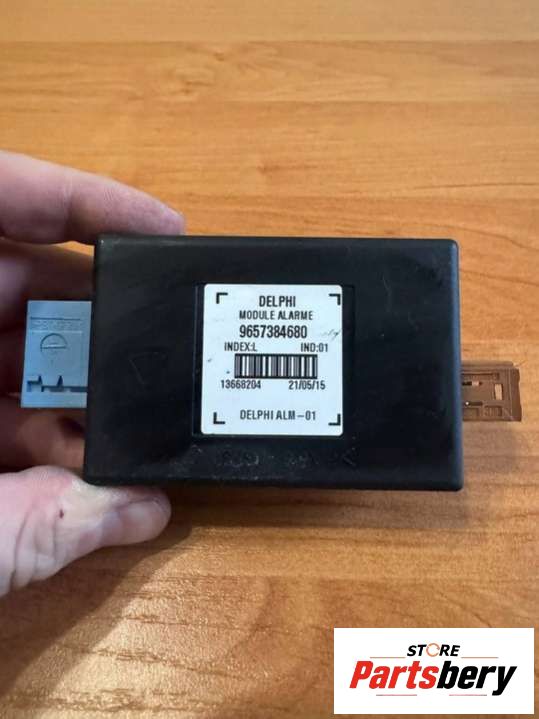 DELPHI
MODULE ALARME
9657384680
INDEX:L IND:01
13668204 21/05/15
DELPHI ALM-01
STORE
Partsbery